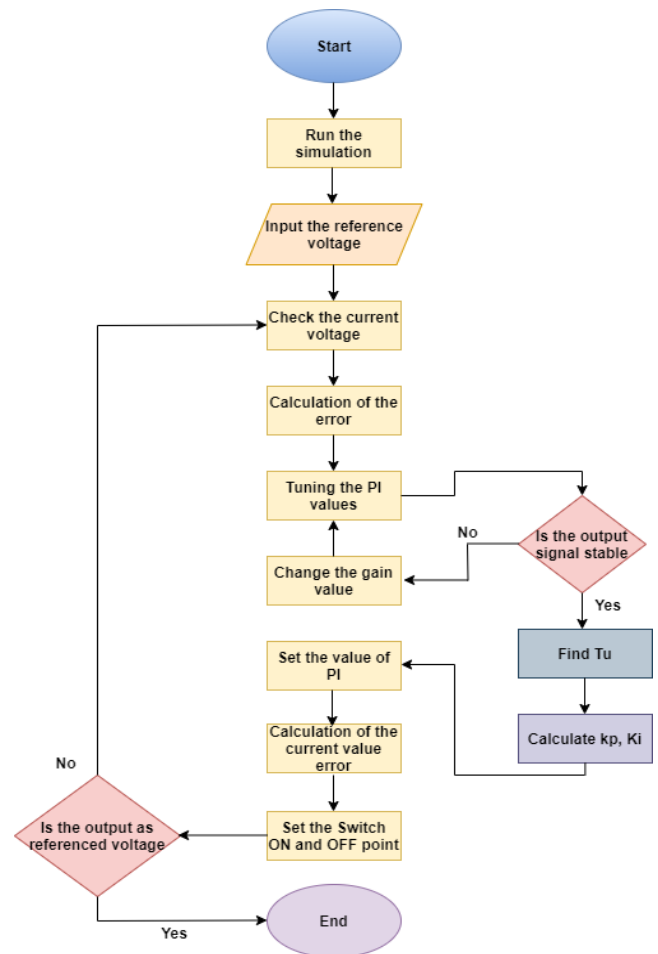 Start
Run the
simulation
Input the reference
voltage
Check the current
voltage
Calculation of the
error
Tuning the PI
values
Is the output
signal stable
No
Change the gain
value
Yes
Find Tu
Set the value of
PI
Calculate kp, Ki
Calculation of the
current value
error
No
Set the Switch
ON and OFF point
Is the output as
referenced voltage
End
Yes